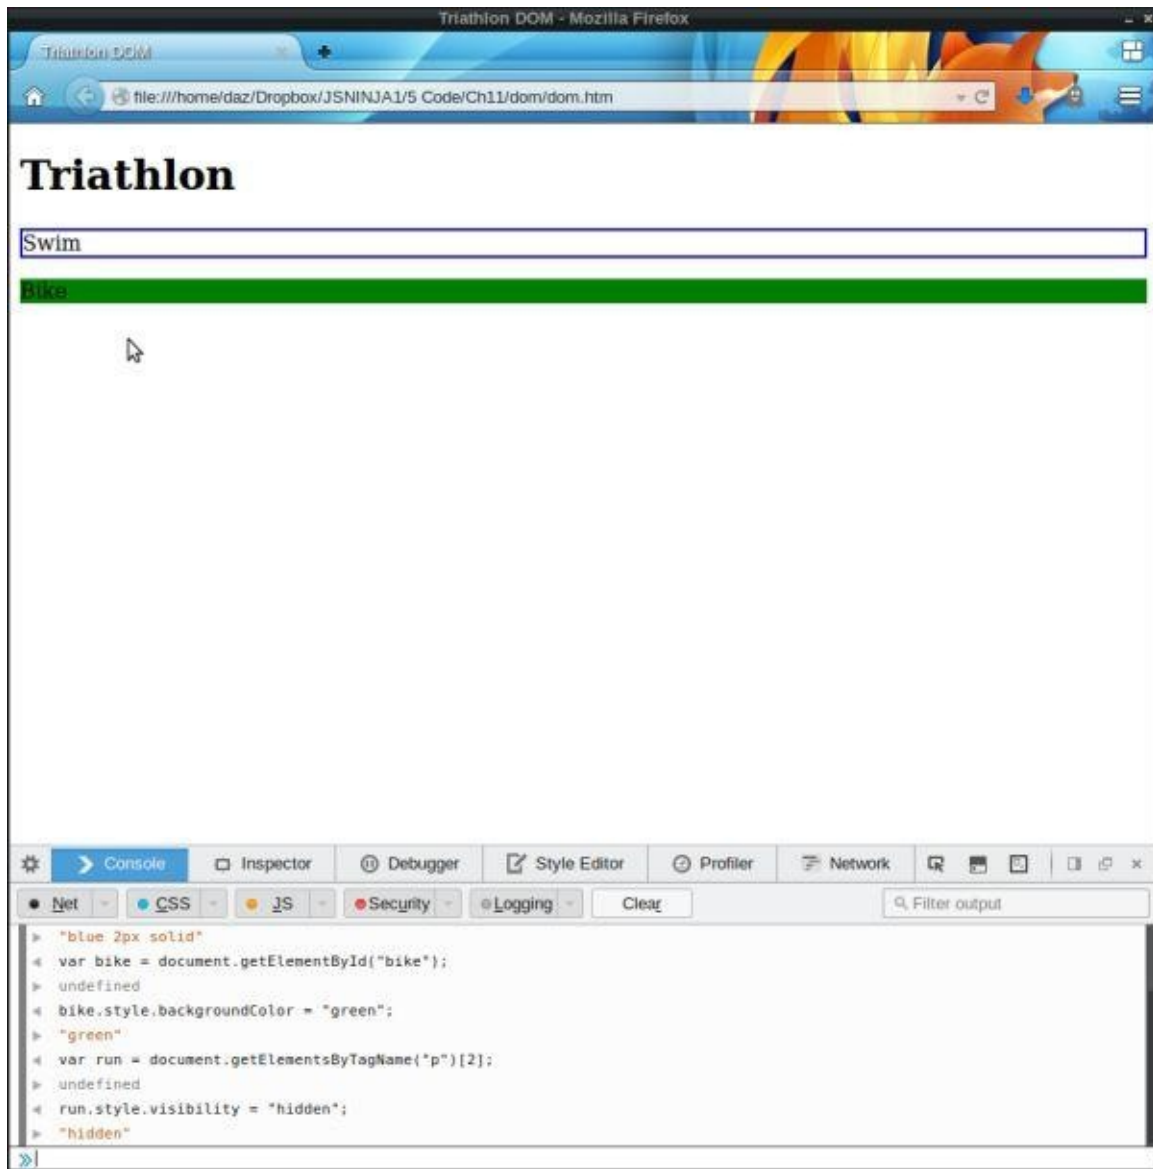 Triathlon DOM - Mozilla Firefox
Triathlon DOM
file:///home/daz/Dropbox/JSNINJA1/5 Code/Ch11/dom/dom.htm
Triathlon
Swim
Bike
Console Inspector Debugger Style Editor Profiler Network
Net CSS JS Security Logging Clear Filter output
"blue 2px solid"
var bike = document.getElementById("bike");
undefined
bike.style.backgroundColor = "green";
"green"
var run = document.getElementsByTagName("p")[2];
undefined
run.style.visibility = "hidden";
"hidden"